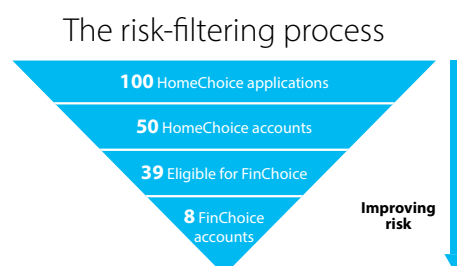 The risk-filtering process
100 HomeChoice applications
50 HomeChoice accounts
39 Eligible for FinChoice
8 FinChoice
accounts
Improving
risk